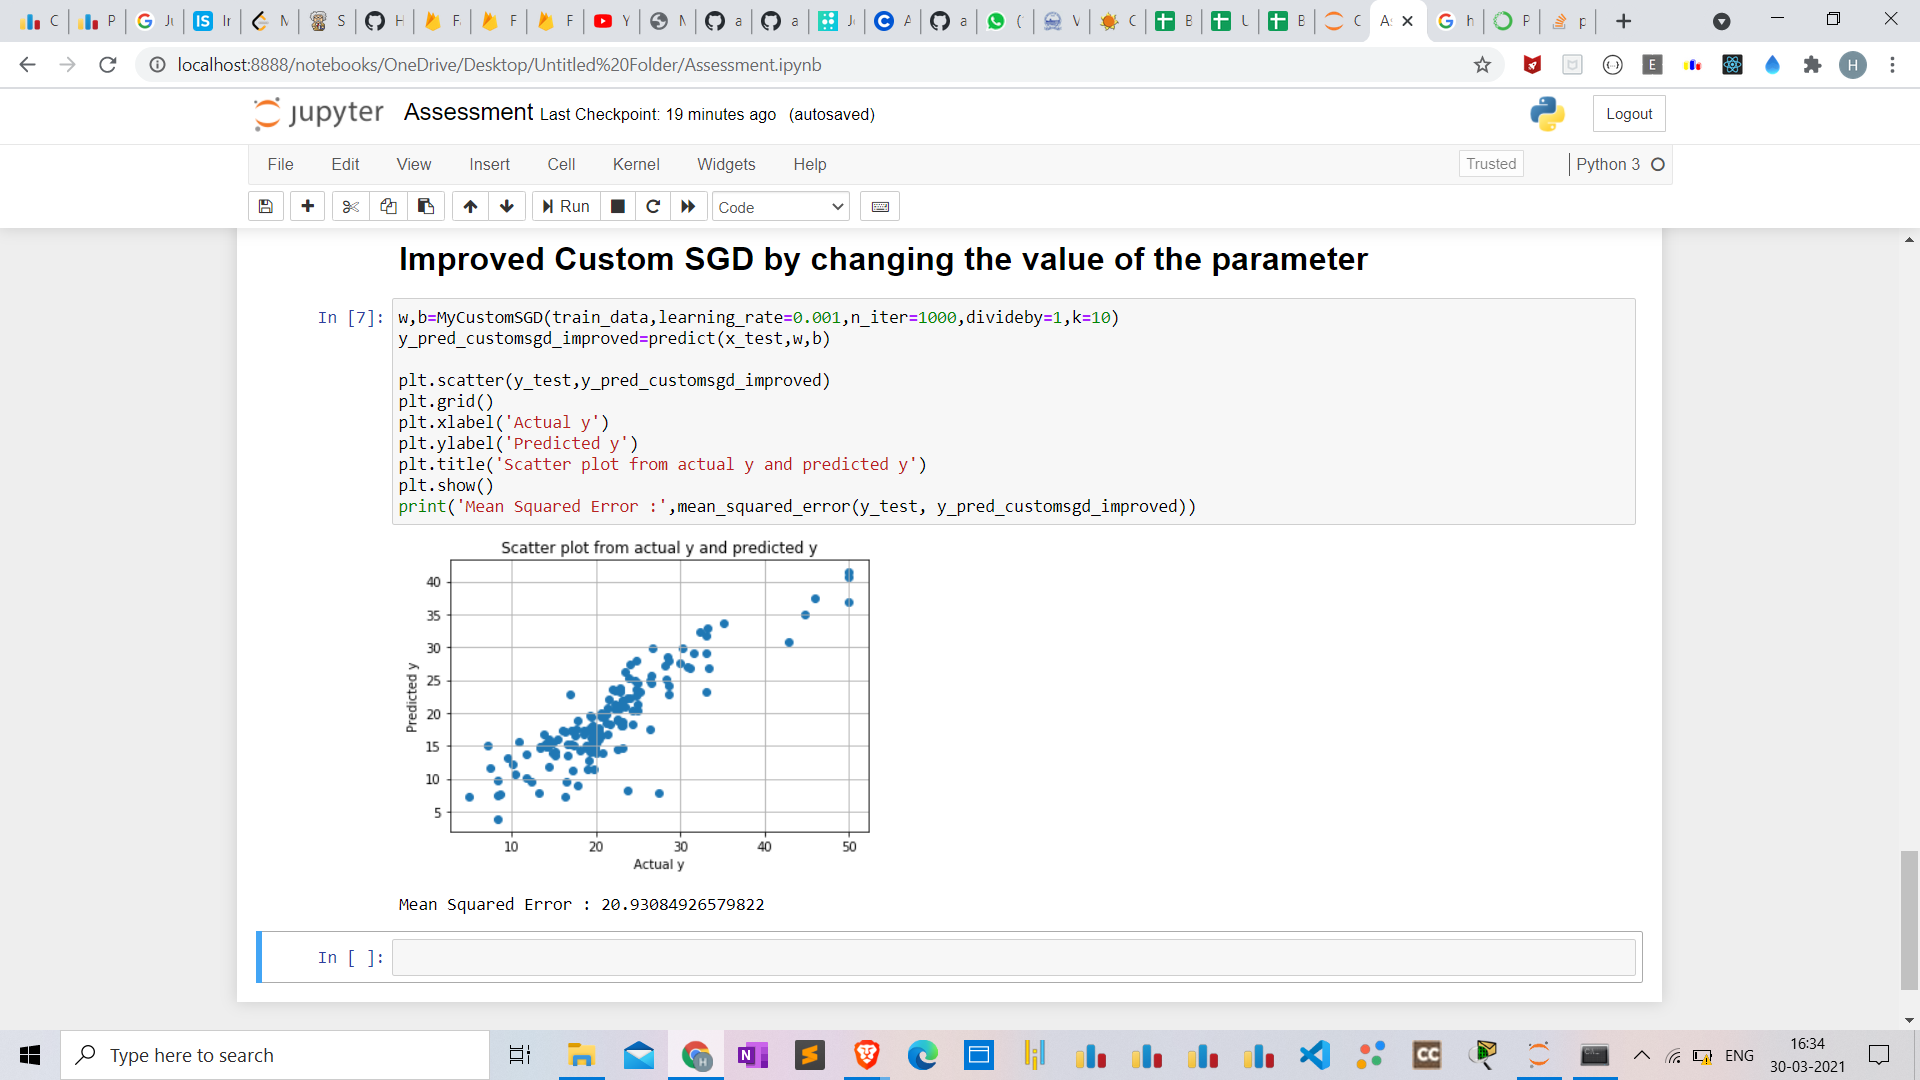 localhost:8888/notebooks/OneDrive/Desktop/Untitled%20Folder/Assessment.ipynb
H
jupyter Assessment Last Checkpoint: 19 minutes ago (autosaved)
Logout
File Edit View Insert Cell Kernel Widgets Help
Trusted
Python 3
Run
Code
Improved Custom SGD by changing the value of the parameter
In [7]:
w,b=MyCustomSGD(train_data,learning_rate=0.001,n_iter=1000,divideby=1,k=10)
y_pred_customsgd_improved=predict(x_test,w,b)
plt.scatter(y_test,y_pred_customsgd_improved)
plt.grid()
plt.xlabel('Actual y')
plt.ylabel('Predicted y')
plt.title('Scatter plot from actual y and predicted y')
plt.show()
print('Mean Squared Error :',mean_squared_error(y_test, y_pred_customsgd_improved))
Scatter plot from actual y and predicted y
40
35
30
25
20
15
10
5
Predicted y
10 20 30 40 50
Actual y
Mean Squared Error : 20.93084926579822
In [ ]:
Type here to search
ENG
16:34
30-03-2021